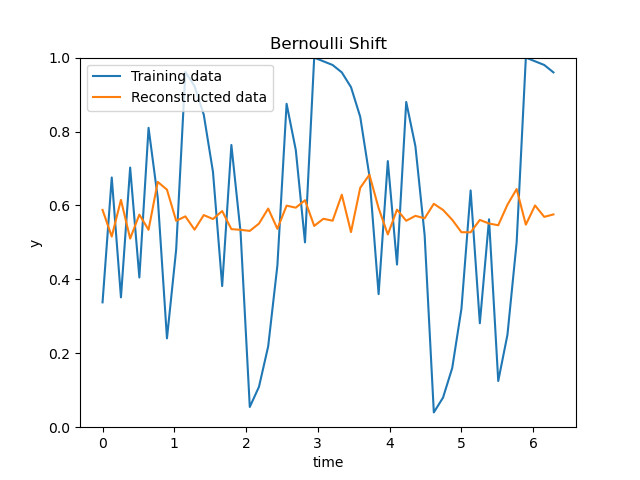 Bernoulli Shift
Training data
Reconstructed data
y
1.0
0.8
0.6
0.4
0.2
0.0
0 1 2 3 4 5 6
time